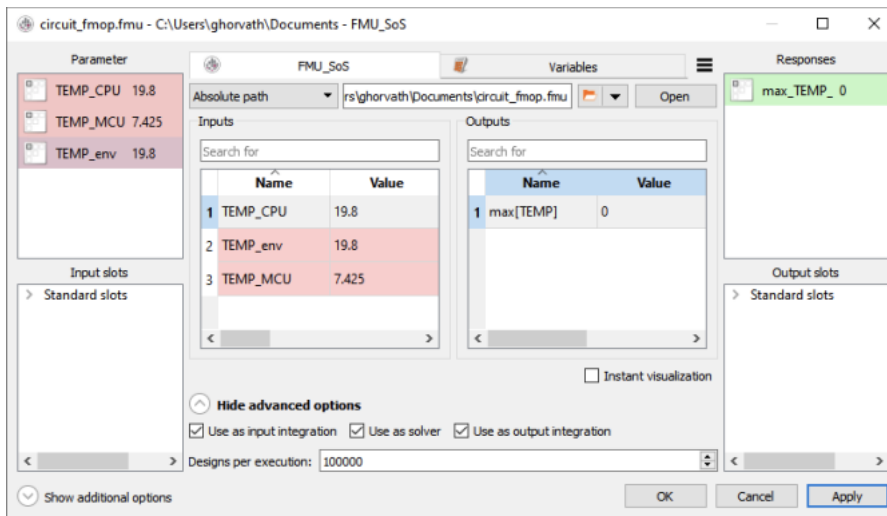 circuit_fmop.fmu - C:\Users\ghorvath\Documents - FMU_SoS
Parameter
TEMP_CPU 19.8
TEMP_MCU 7.425
TEMP_env 19.8
Input slots
Standard slots
FMU_SoS
Variables
Absolute path
rs\ghorvath\Documents\circuit_fmop.fmu
Open
Inputs
Search for
Name Value
1 TEMP_CPU 19.8
2 TEMP_env 19.8
3 TEMP_MCU 7.425
Outputs
Search for
Name Value
1 max[TEMP] 0
Instant visualization
Hide advanced options
Use as input integration Use as solver Use as output integration
Designs per execution: 100000
Responses
max_TEMP_ 0
Output slots
Standard slots
Show additional options
OK Cancel Apply